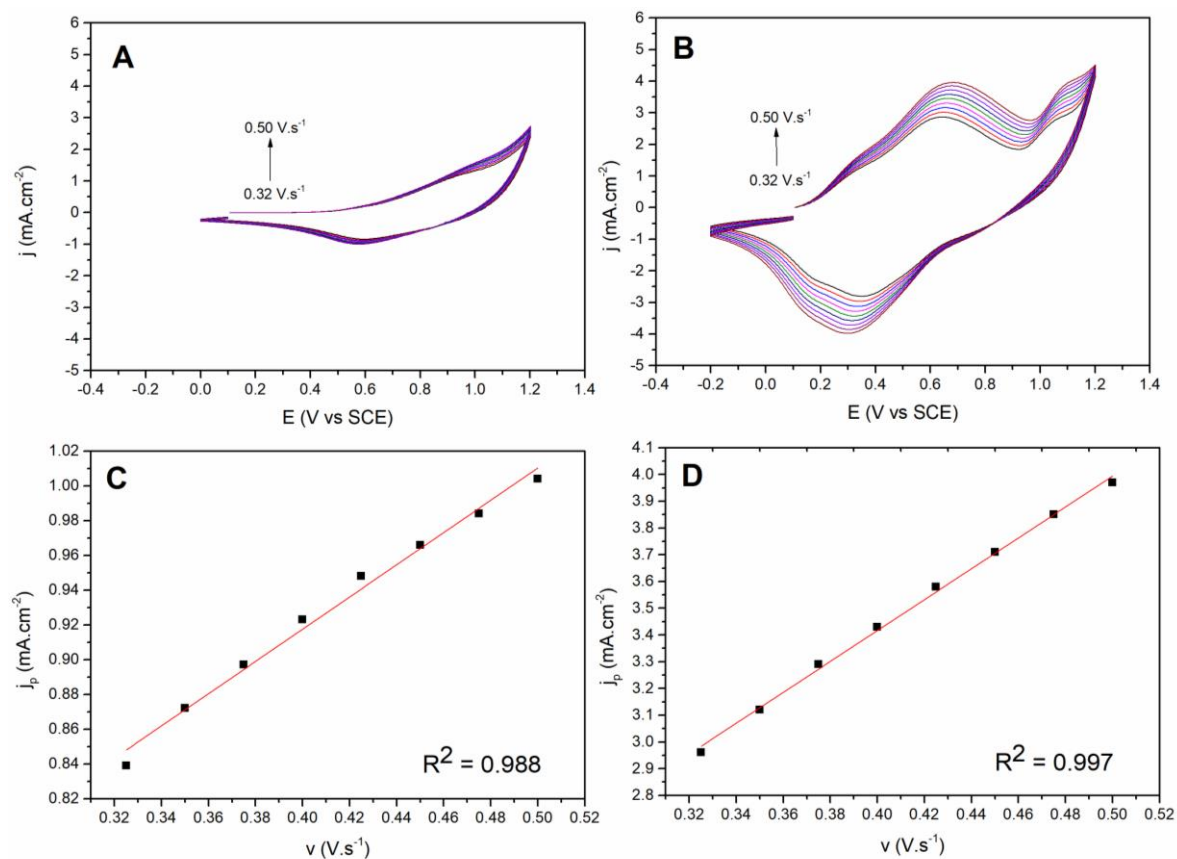 A
0.50 V.s-1
0.32 V.s-1
j (mA.cm-2)
6
5
4
3
2
1
0
-1
-2
-3
-4
-5
-0.4 -0.2 0.0 0.2 0.4 0.6 0.8 1.0 1.2 1.4
E (V vs SCE)
B
0.50 V.s-1
0.32 V.s-1
j (mA.cm-2)
6
5
4
3
2
1
0
-1
-2
-3
-4
-5
-0.4 -0.2 0.0 0.2 0.4 0.6 0.8 1.0 1.2 1.4
E (V vs SCE)
C
jp (mA.cm-2)
1.02
1.00
0.98
0.96
0.94
0.92
0.90
0.88
0.86
0.84
0.82
R2 = 0.988
0.32 0.34 0.36 0.38 0.40 0.42 0.44 0.46 0.48 0.50 0.52
v (V.s-1)
D
jp (mA.cm-2)
4.1
4.0
3.9
3.8
3.7
3.6
3.5
3.4
3.3
3.2
3.1
3.0
2.9
2.8
R2 = 0.997
0.32 0.34 0.36 0.38 0.40 0.42 0.44 0.46 0.48 0.50 0.52
v (V.s-1)